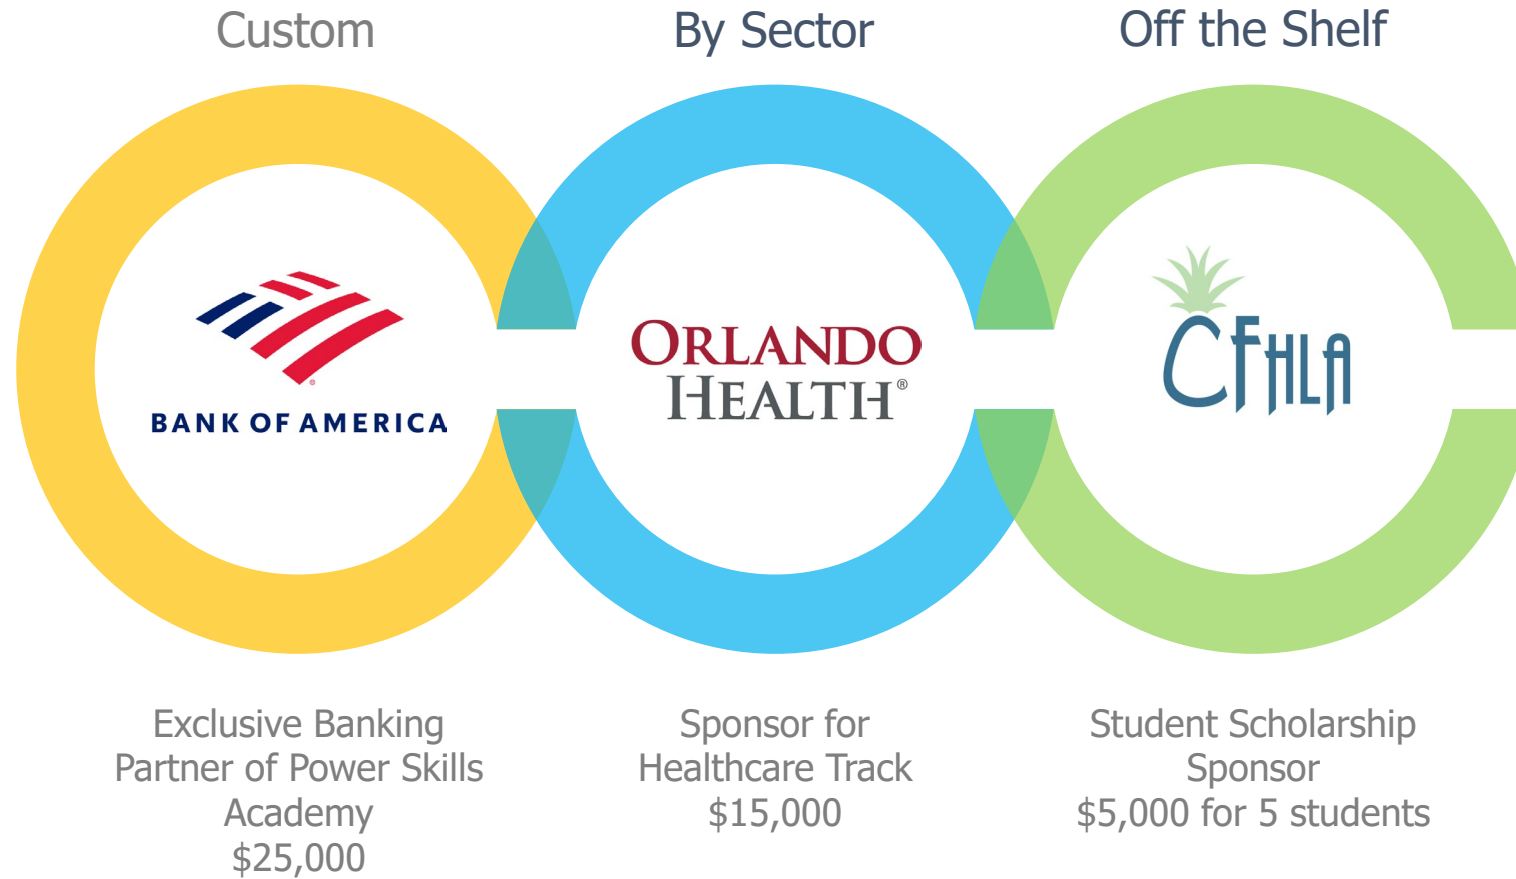 Custom
By Sector
Off the Shelf
BANK OF AMERICA
ORLANDO
HEALTH®
CFHLA
Exclusive Banking
Partner of Power Skills
Academy
$25,000
Sponsor for
Healthcare Track
$15,000
Student Scholarship
Sponsor
$5,000 for 5 students